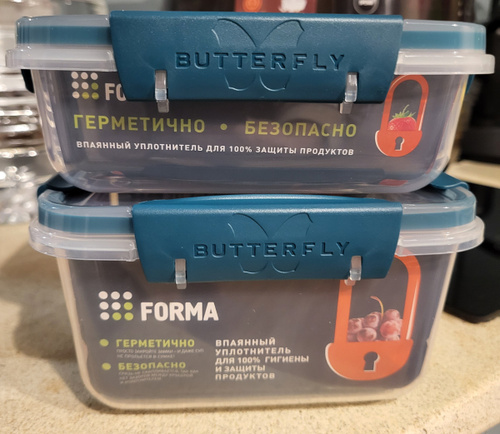 BUTTERFLY
FO
ГЕРМЕТИЧНО • БЕЗОПАСНО
ВПАЯННЫЙ УПЛОТНИТЕЛЬ ДЛЯ 100% ЗАЩИТЫ ПРОДУКТОВ
BUTTERFLY
FORMA
ГЕРМЕТИЧНО
БЕЗОПАСНО
ВПАЯННЫЙ
УПЛОТНИТЕЛЬ
ДЛЯ 100% ГИГИЕНЫ
И ЗАЩИТЫ
ПРОДУКТОВ